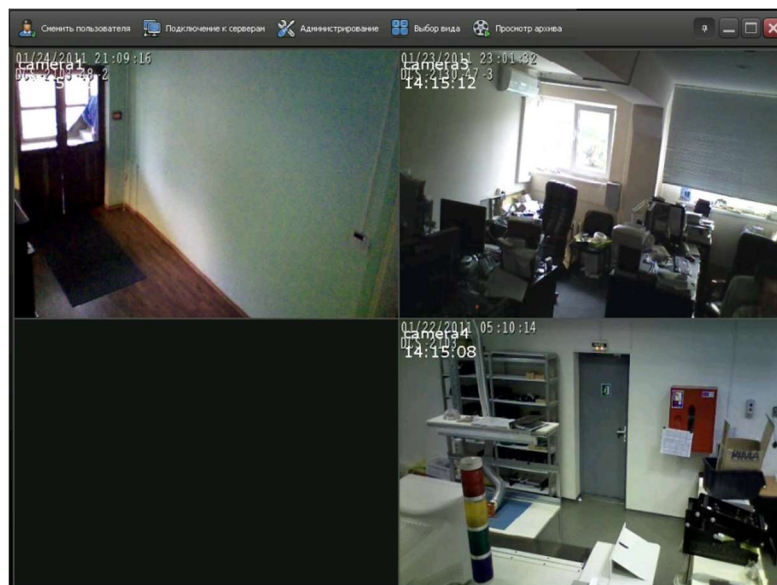 Сменить пользователя Подключение к серверам Администрирование Выбор вида Просмотр архива
01/24/2011 21:09:16
camera1
01/23/2011 23:01:32
14:15:12
01/22/2011 05:10:14
camera4
14:15:08